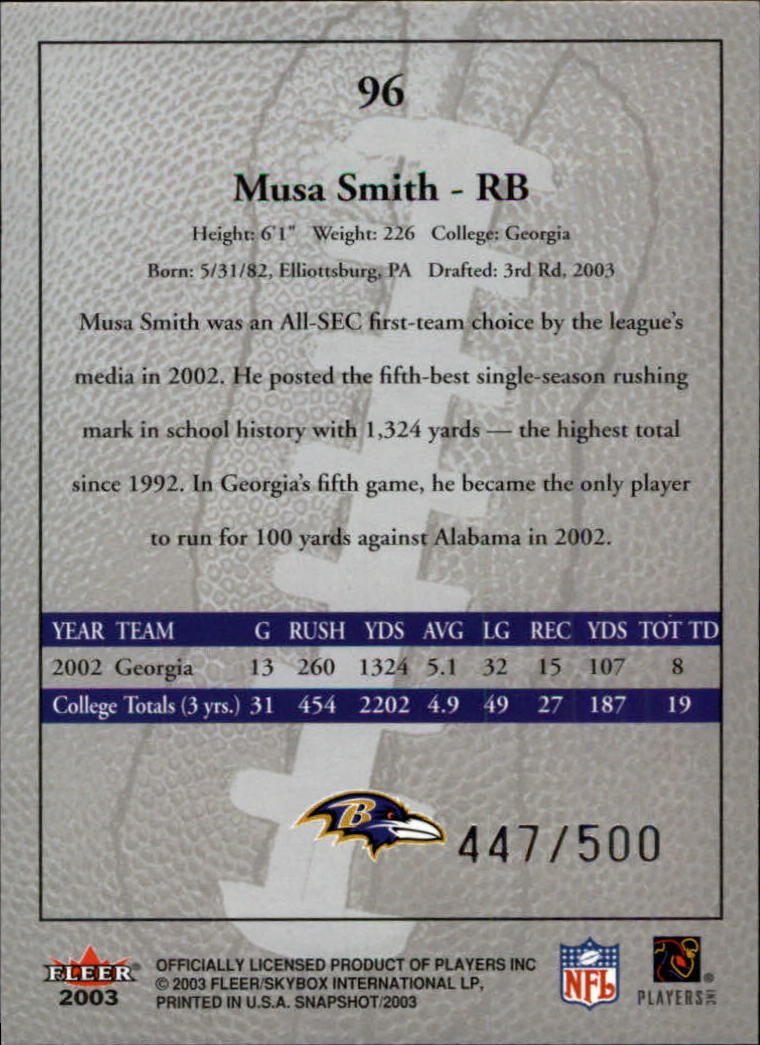 96
Musa Smith - RB
Height: 6'1" Weight: 226 College: Georgia
Born: 5/31/82, Elliottsburg, PA Drafted: 3rd Rd, 2003
Musa Smith was an All-SEC first-team choice by the league's
media in 2002. He posted the fifth-best single-season rushing
mark in school history with 1,324 yards — the highest total
since 1992. In Georgia's fifth game, he became the only player
to run for 100 yards against Alabama in 2002.
YEAR TEAM G RUSH YDS AVG LG REC YDS TOT TD
2002 Georgia 13 260 1324 5.1 32 15 107 8
College Totals (3 yrs.) 31 454 2202 4.9 49 27 187 19
B
447/500
FLEER
2003
OFFICIALLY LICENSED PRODUCT OF PLAYERS INC
© 2003 FLEER/SKYBOX INTERNATIONAL LP,
PRINTED IN U.S.A. SNAPSHOT/2003
NFL
PLAYERS INC